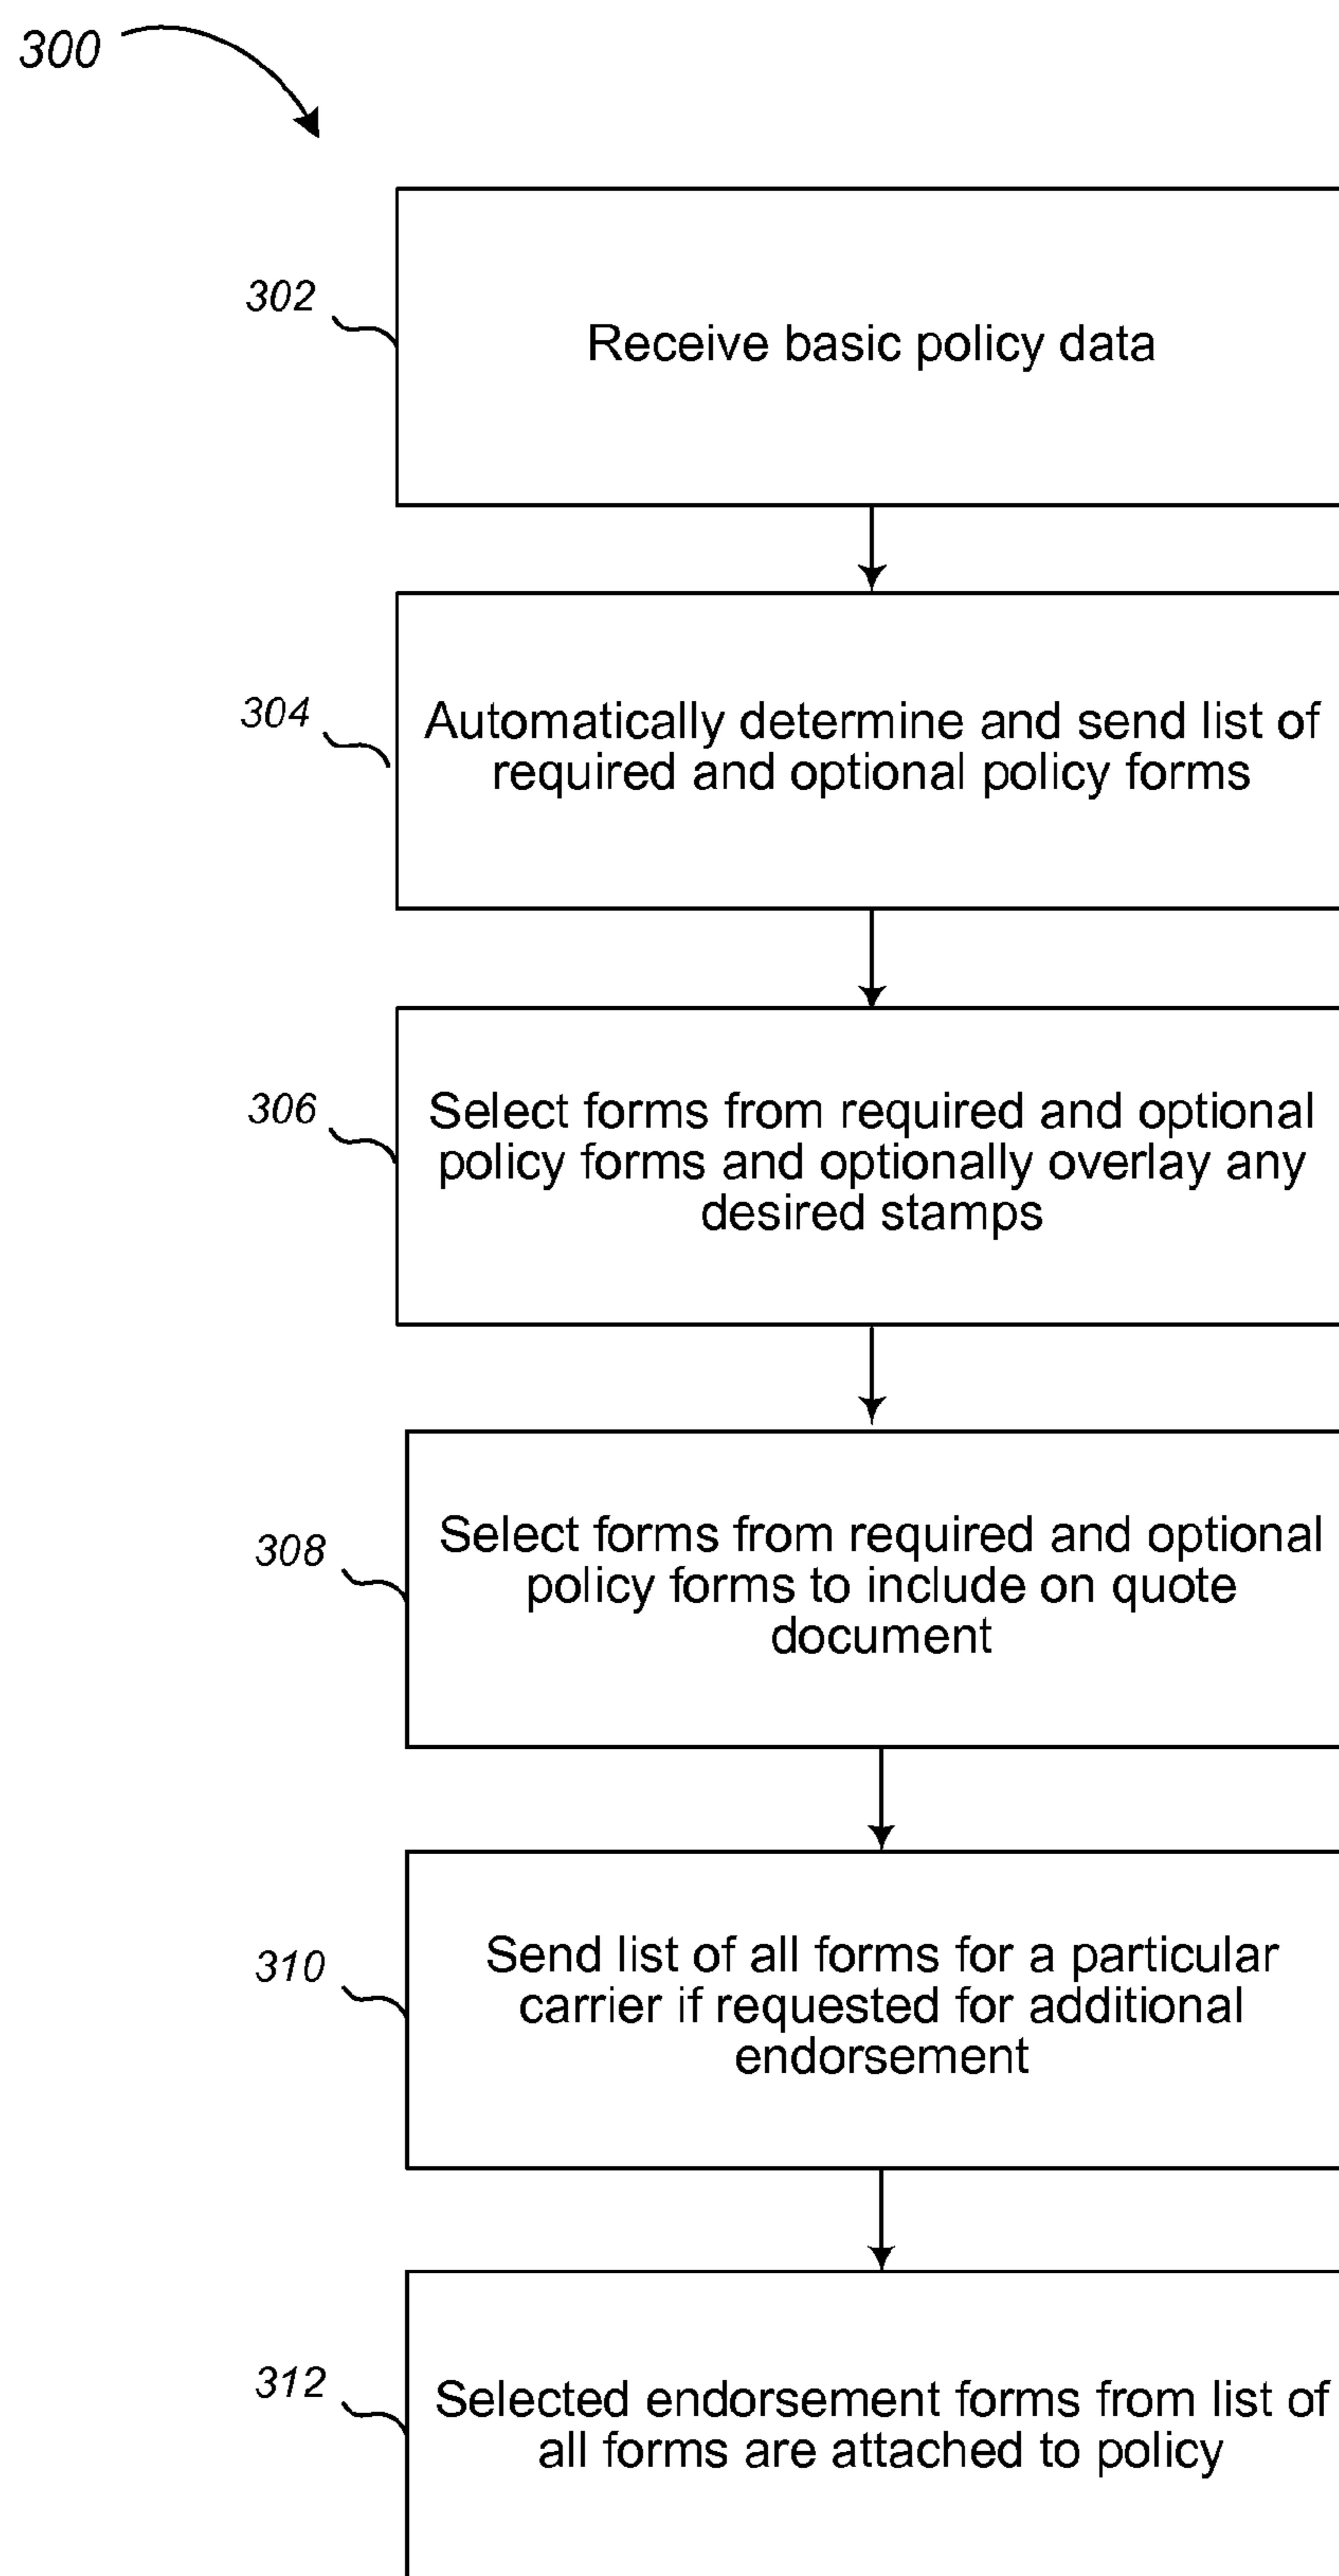 300
302
Receive basic policy data
304
Automatically determine and send list of
required and optional policy forms
306
Select forms from required and optional
policy forms and optionally overlay any
desired stamps
308
Select forms from required and optional
policy forms to include on quote
document
310
Send list of all forms for a particular
carrier if requested for additional
endorsement
312
Selected endorsement forms from list of
all forms are attached to policy